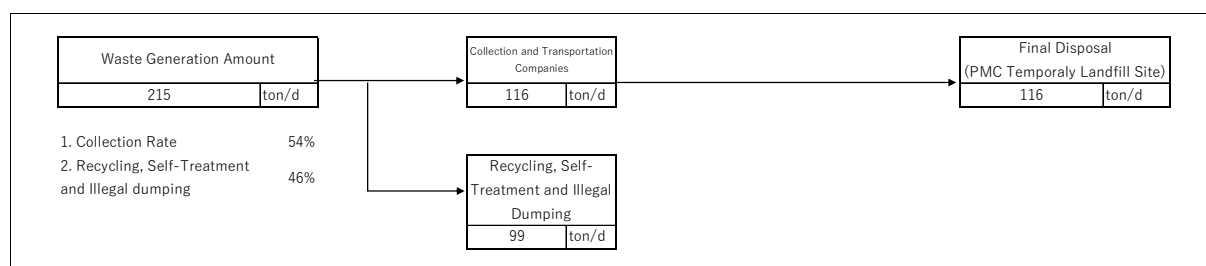 Waste Generation Amount
215 ton/d
Collection and Transportation
Companies
116 ton/d
Final Disposal
(PMC Temporaly Landfill Site)
116 ton/d
1. Collection Rate 54%
2. Recycling, Self-Treatment
and Illegal dumping 46%
Recycling, Self-
Treatment and Illegal
Dumping
99 ton/d